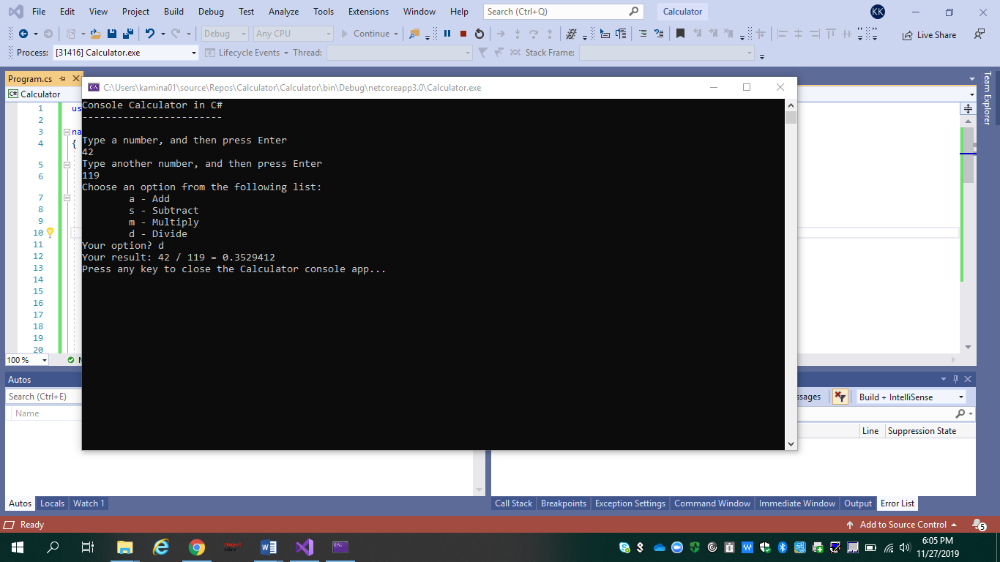 File Edit View Project Build Debug Test Analyze Tools Extensions Window Help Search (Ctrl+Q) Calculator KK
Debug Any CPU Continue Live Share
Process: [31416] Calculator.exe Lifecycle Events Thread: Stack Frame:
Program.cs
C:\Users\kamina01\source\Repos\Calculator\Calculator\bin\Debug\netcoreapp3.0\Calculator.exe
C# Calculator
Team Explorer
Console Calculator in C#
------------------------
Type a number, and then press Enter
42
Type another number, and then press Enter
119
Choose an option from the following list:
a - Add
s - Subtract
m - Multiply
d - Divide
Your option? d
Your result: 42 / 119 = 0.3529412
Press any key to close the Calculator console app...
1 us
2
3 na
4 {
5
6
7
8
9
10
11
12
13
14
15
16
17
18
19
20
100 % N
Autos
Search (Ctrl+E)
Name
ssages Build + IntelliSense
Line Suppression State
Autos Locals Watch 1
Call Stack Breakpoints Exception Settings Command Window Immediate Window Output Error List
Ready Add to Source Control 5
6:05 PM
11/27/2019